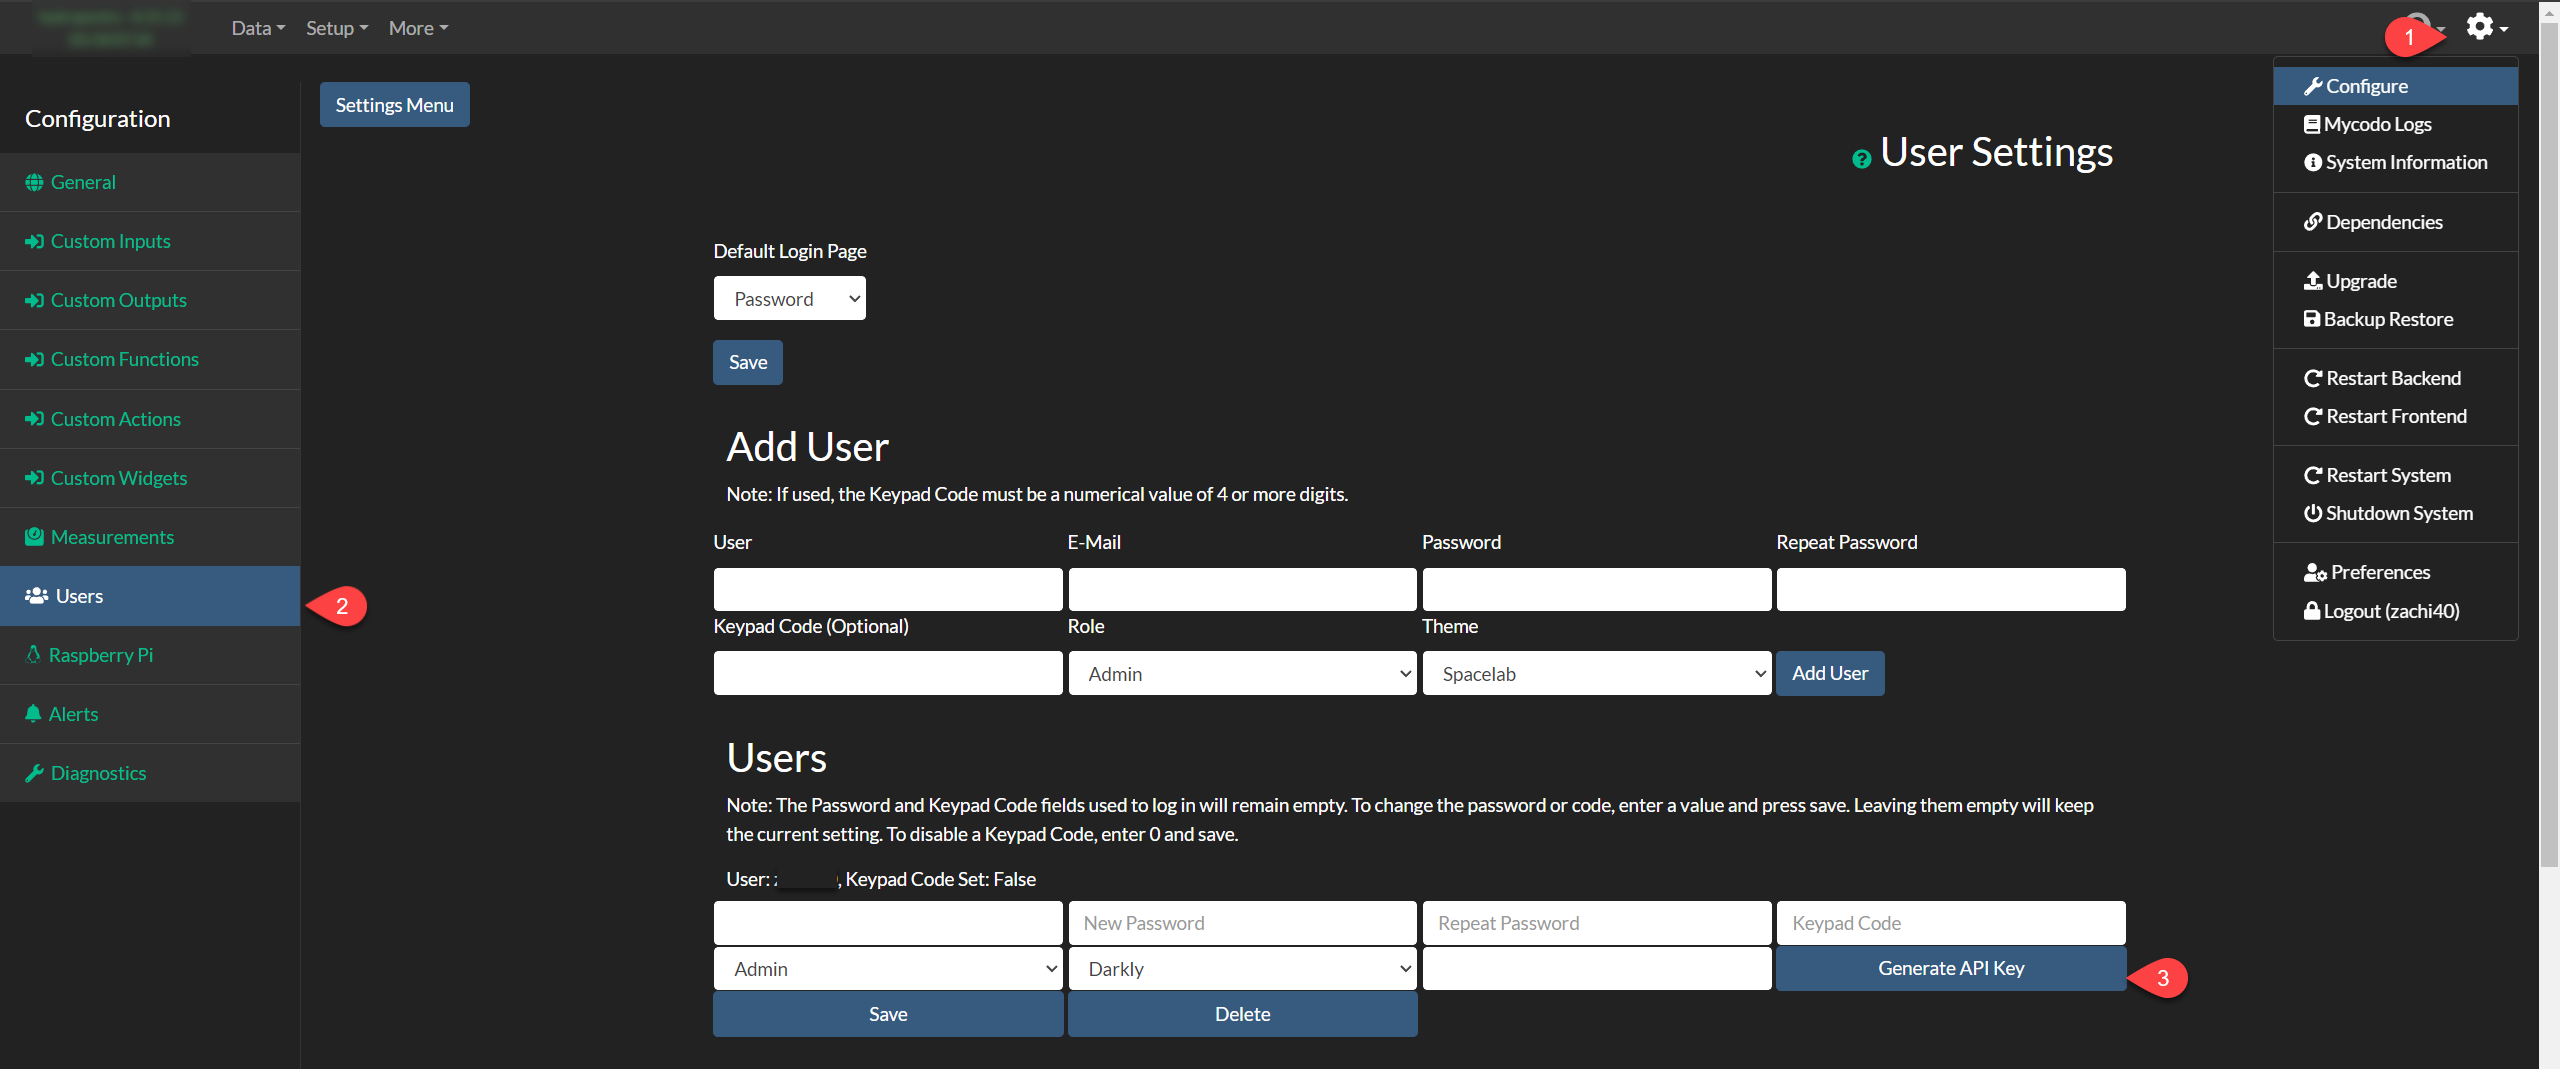 Data Setup More
1
Configuration
General
Custom Inputs
Custom Outputs
Custom Functions
Custom Actions
Custom Widgets
Measurements
Users
2
Raspberry Pi
Alerts
Diagnostics
Settings Menu
User Settings
Default Login Page
Password
Save
Add User
Note: If used, the Keypad Code must be a numerical value of 4 or more digits.
User E-Mail Password Repeat Password
Keypad Code (Optional) Role Theme
Admin Spacelab Add User
Users
Note: The Password and Keypad Code fields used to log in will remain empty. To change the password or code, enter a value and press save. Leaving them empty will keep
the current setting. To disable a Keypad Code, enter 0 and save.
User: , Keypad Code Set: False
New Password Repeat Password Keypad Code
Admin Darkly Generate API Key
3
Save Delete
Configure
Mycodo Logs
System Information
Dependencies
Upgrade
Backup Restore
Restart Backend
Restart Frontend
Restart System
Shutdown System
Preferences
Logout (zachi40)